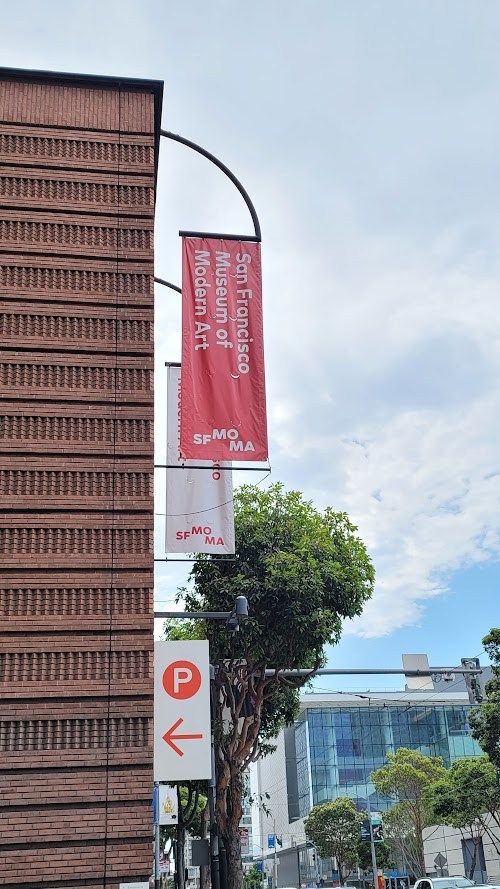 San Francisco
Museum of
Modern Art
SFMOMA
SFMOMA
P